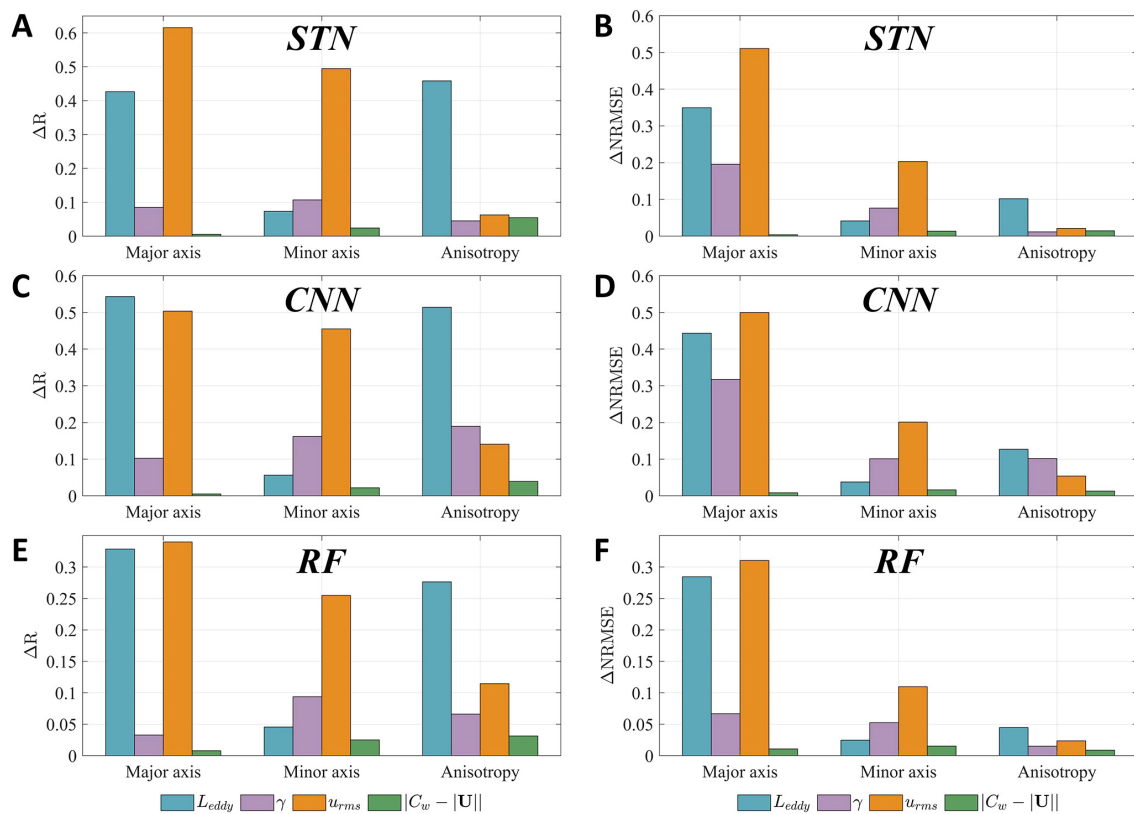 A
STN
ΔR
0.6
0.5
0.4
0.3
0.2
0.1
0
Major axis Minor axis Anisotropy
B
STN
ΔNRMSE
0.6
0.5
0.4
0.3
0.2
0.1
0
Major axis Minor axis Anisotropy
C
CNN
ΔR
0.6
0.5
0.4
0.3
0.2
0.1
0
Major axis Minor axis Anisotropy
D
CNN
ΔNRMSE
0.6
0.5
0.4
0.3
0.2
0.1
0
Major axis Minor axis Anisotropy
E
RF
ΔR
0.3
0.25
0.2
0.15
0.1
0.05
0
Major axis Minor axis Anisotropy
F
RF
ΔNRMSE
0.3
0.25
0.2
0.15
0.1
0.05
0
Major axis Minor axis Anisotropy
L_eddy γ u_rms |C_w − |U||
L_eddy γ u_rms |C_w − |U||